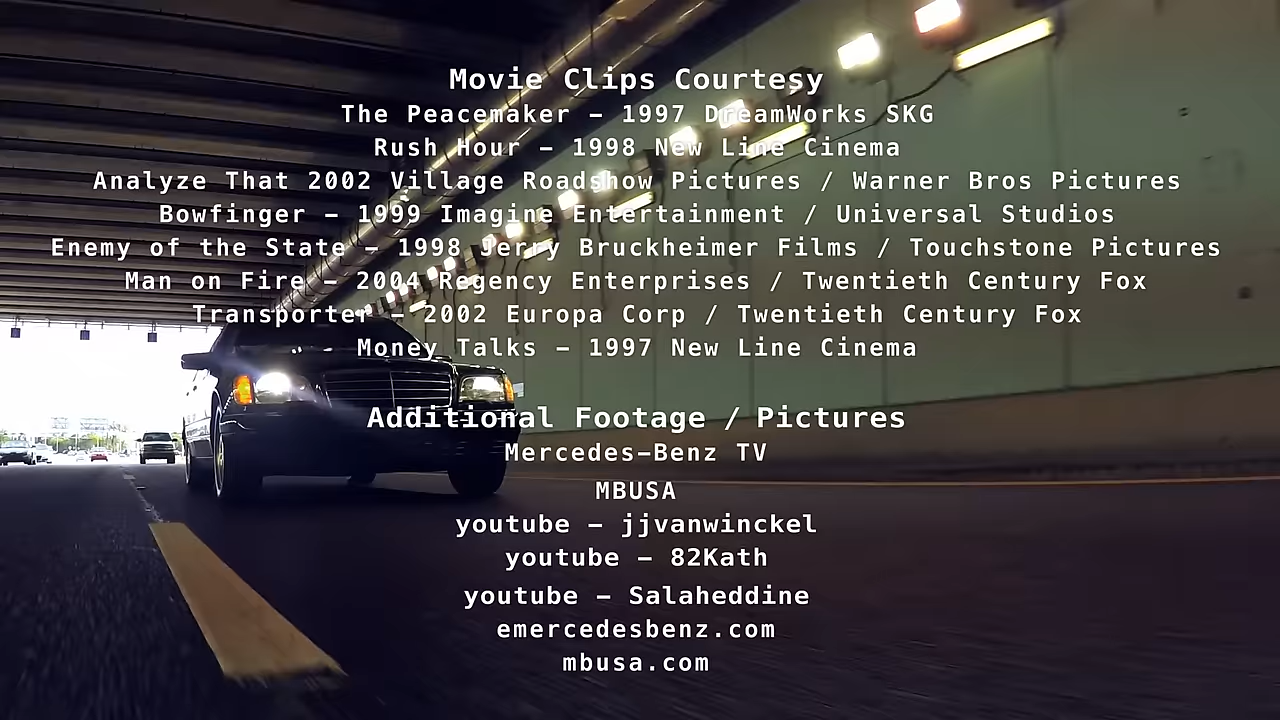 Movie Clips Courtesy
The Peacemaker – 1997 DreamWorks SKG
Rush Hour – 1998 New Line Cinema
Analyze That 2002 Village Roadshow Pictures / Warner Bros Pictures
Bowfinger – 1999 Imagine Entertainment / Universal Studios
Enemy of the State – 1998 Jerry Bruckheimer Films / Touchstone Pictures
Man on Fire – 2004 Regency Enterprises / Twentieth Century Fox
Transporter – 2002 Europa Corp / Twentieth Century Fox
Money Talks – 1997 New Line Cinema
Additional Footage / Pictures
Mercedes–Benz TV
MBUSA
youtube – jjvanwinckel
youtube – 82Kath
youtube – Salaheddine
emercedesbenz.com
mbusa.com